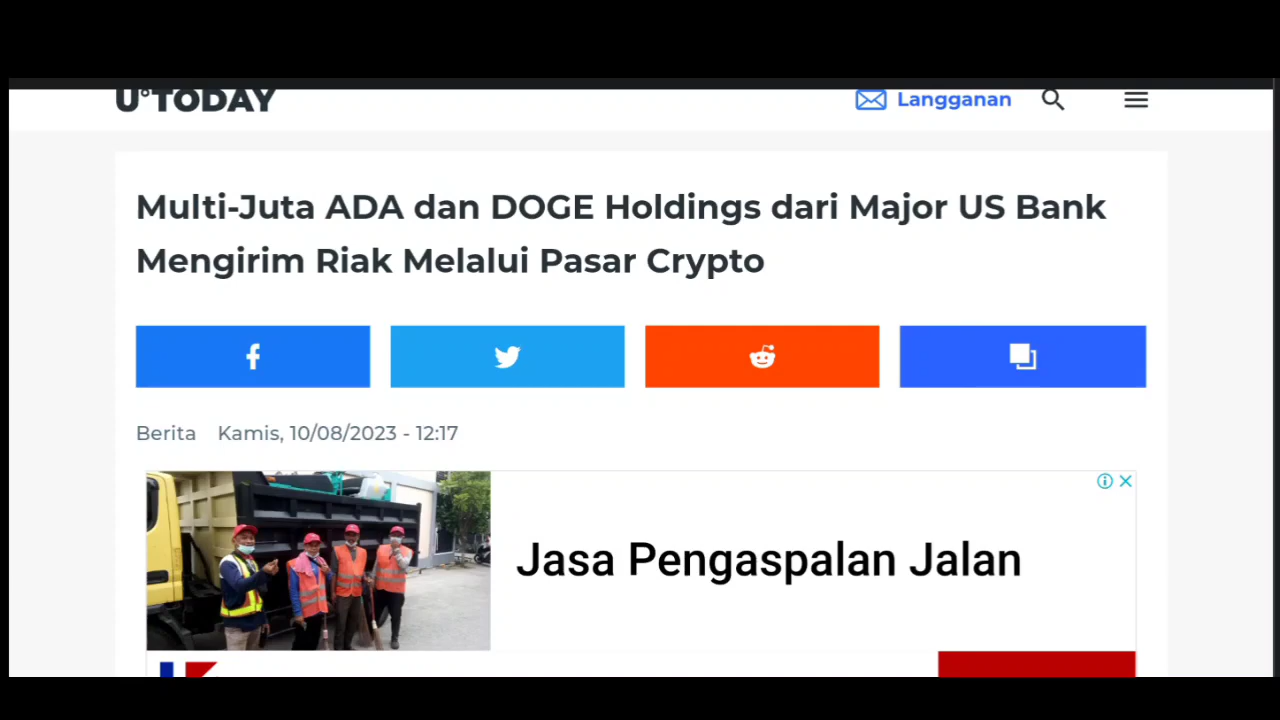 U°TODAY
Langganan
Multi-Juta ADA dan DOGE Holdings dari Major US Bank
Mengirim Riak Melalui Pasar Crypto
Berita Kamis, 10/08/2023 - 12:17
Jasa Pengaspalan Jalan